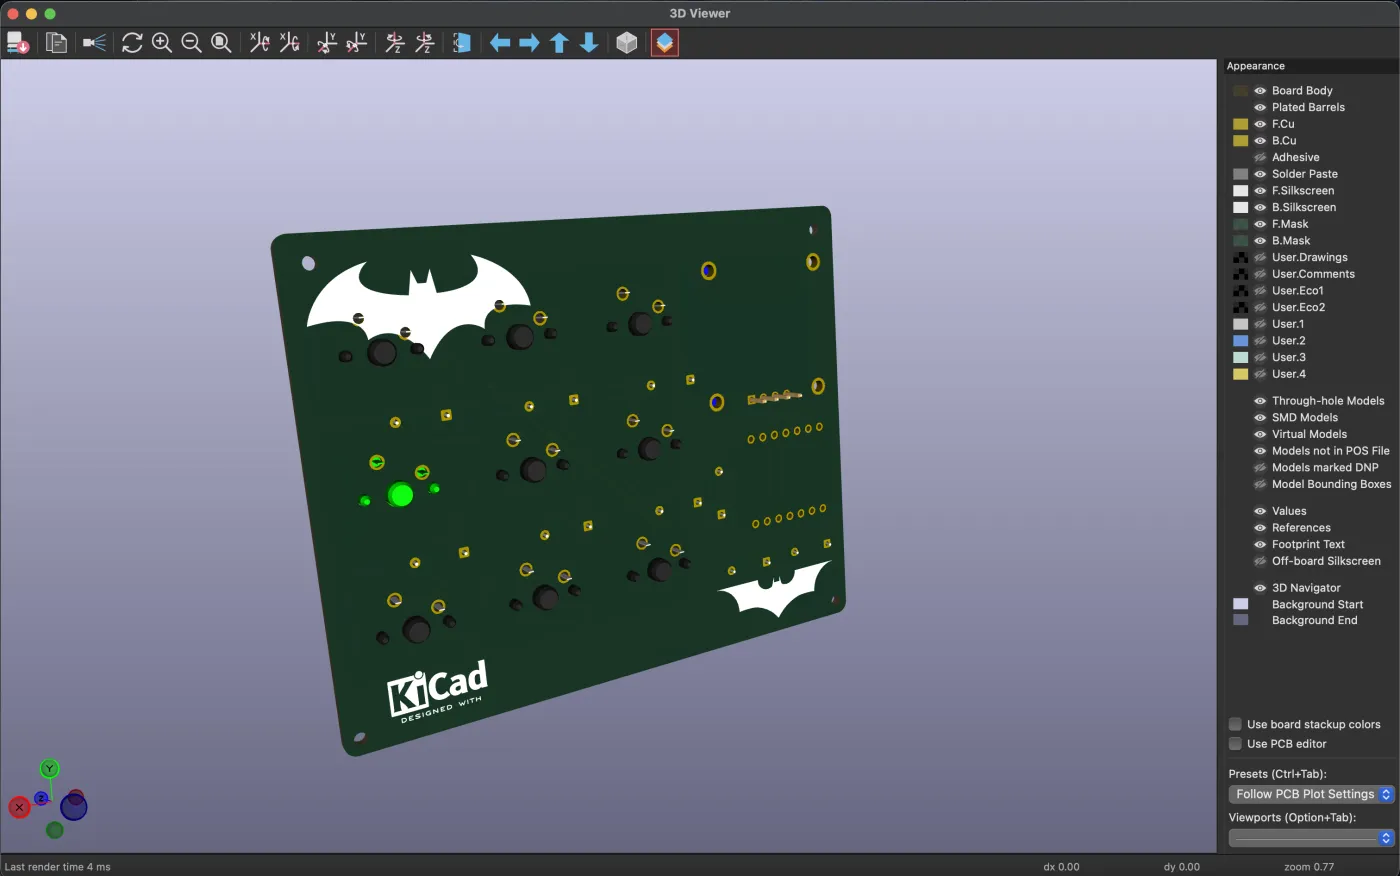 3D Viewer
Appearance
Board Body
Plated Barrels
F.Cu
B.Cu
Adhesive
Solder Paste
F.Silkscreen
B.Silkscreen
F.Mask
B.Mask
User.Drawings
User.Comments
User.Eco1
User.Eco2
User.1
User.2
User.3
User.4
Through-hole Models
SMD Models
Virtual Models
Models not in POS File
Models marked DNP
Model Bounding Boxes
Values
References
Footprint Text
Off-board Silkscreen
3D Navigator
Background Start
Background End
Use board stackup colors
Use PCB editor
Presets (Ctrl+Tab):
Follow PCB Plot Settings
Viewports (Option+Tab):
KiCad
DESIGNED WITH
Y
X
Z
Last render time 4 ms
dx 0.00
dy 0.00
zoom 0.77